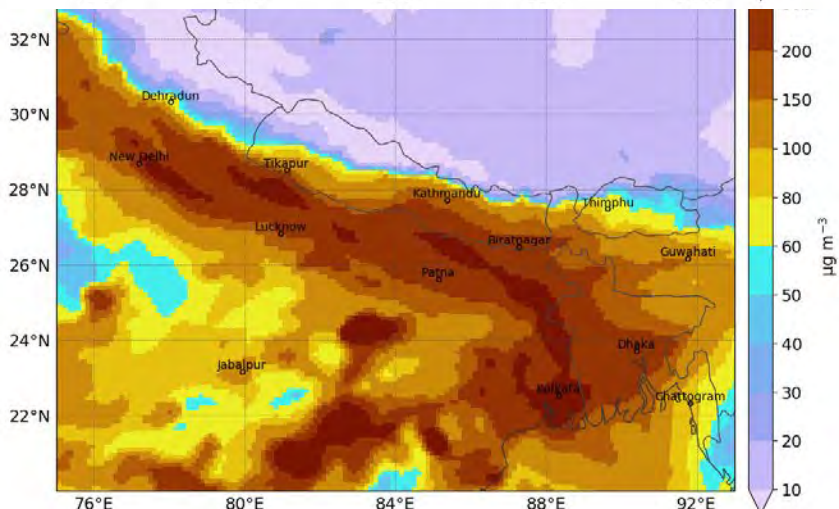 32°N
200
Dehradun
30°N
150
New Delhi
Tikapur
100
28°N
Kathmandu
Thimphu
80
Lucknow
Biratnagar
Guwahati
µg m⁻³
60
26°N
Patna
50
24°N
Dhaka
Jabalpur
40
Kolkata
Chattogram
30
22°N
20
10
76°E 80°E 84°E 88°E 92°E